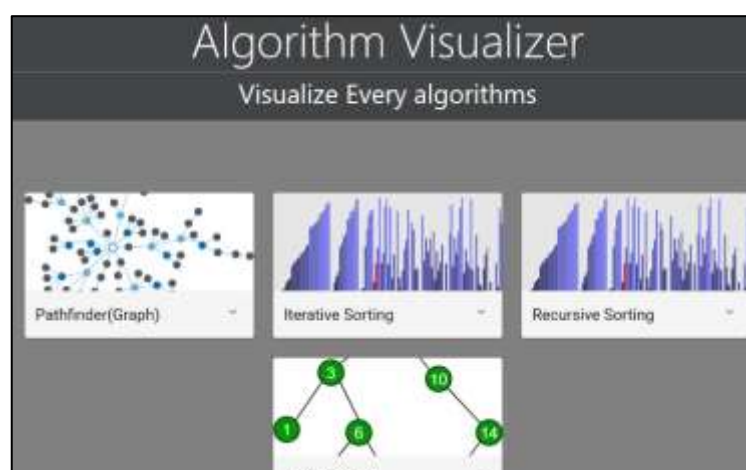 Algorithm Visualizer
Visualize Every algorithms
Pathfinder(Graph)
Iterative Sorting
Recursive Sorting
3
10
1
6
14